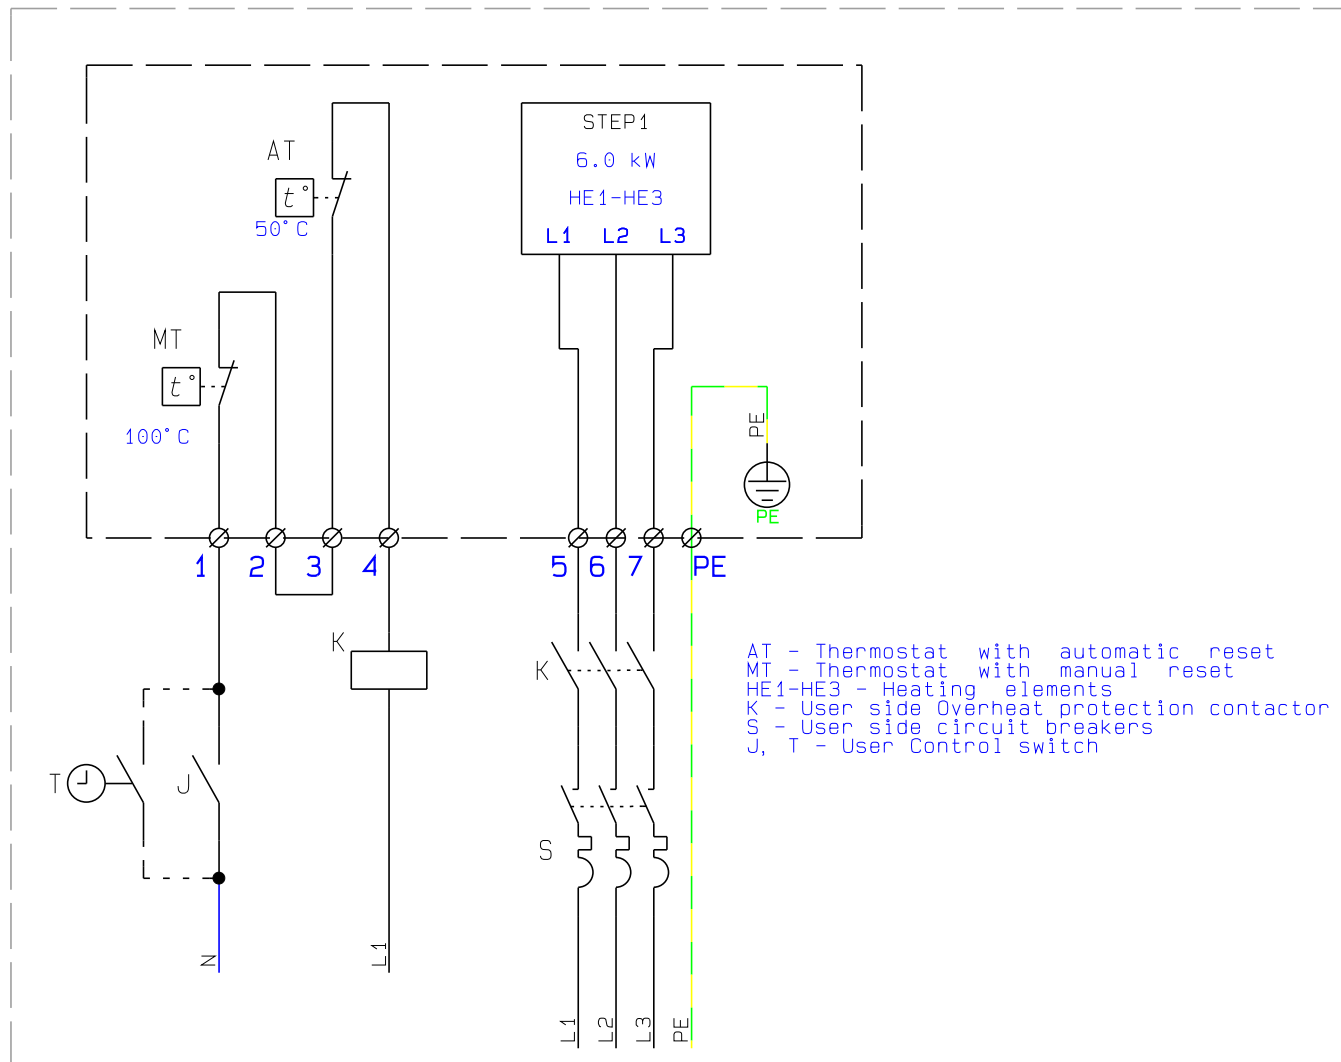 STEP1
6.0 kW
HE1-HE3
L1 L2 L3
AT
t°
50°C
MT
t°
100°C
PE
PE
1 2 3 4 5 6 7 PE
K
K
AT - Thermostat with automatic reset
MT - Thermostat with manual reset
HE1-HE3 - Heating elements
K - User side Overheat protection contactor
S - User side circuit breakers
J, T - User Control switch
T
J
S
N
L1
L1
L2
L3
PE